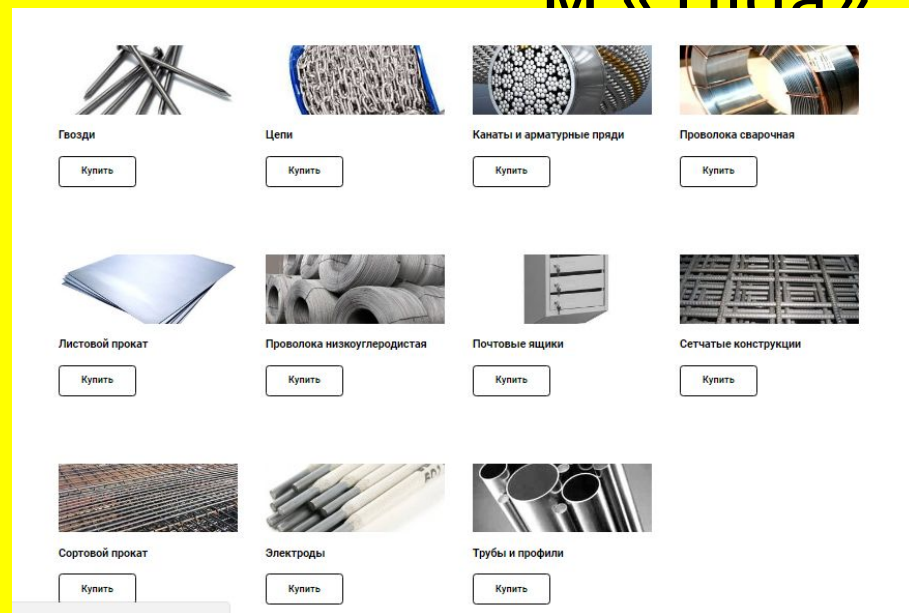 Гвозди Цепи Канаты и арматурные пряди Проволока сварочная
Купить Купить Купить Купить
Листовой прокат Проволока низкоуглеродистая Почтовые ящики Сетчатые конструкции
Купить Купить Купить Купить
Сортовой прокат Электроды Трубы и профили
Купить Купить Купить